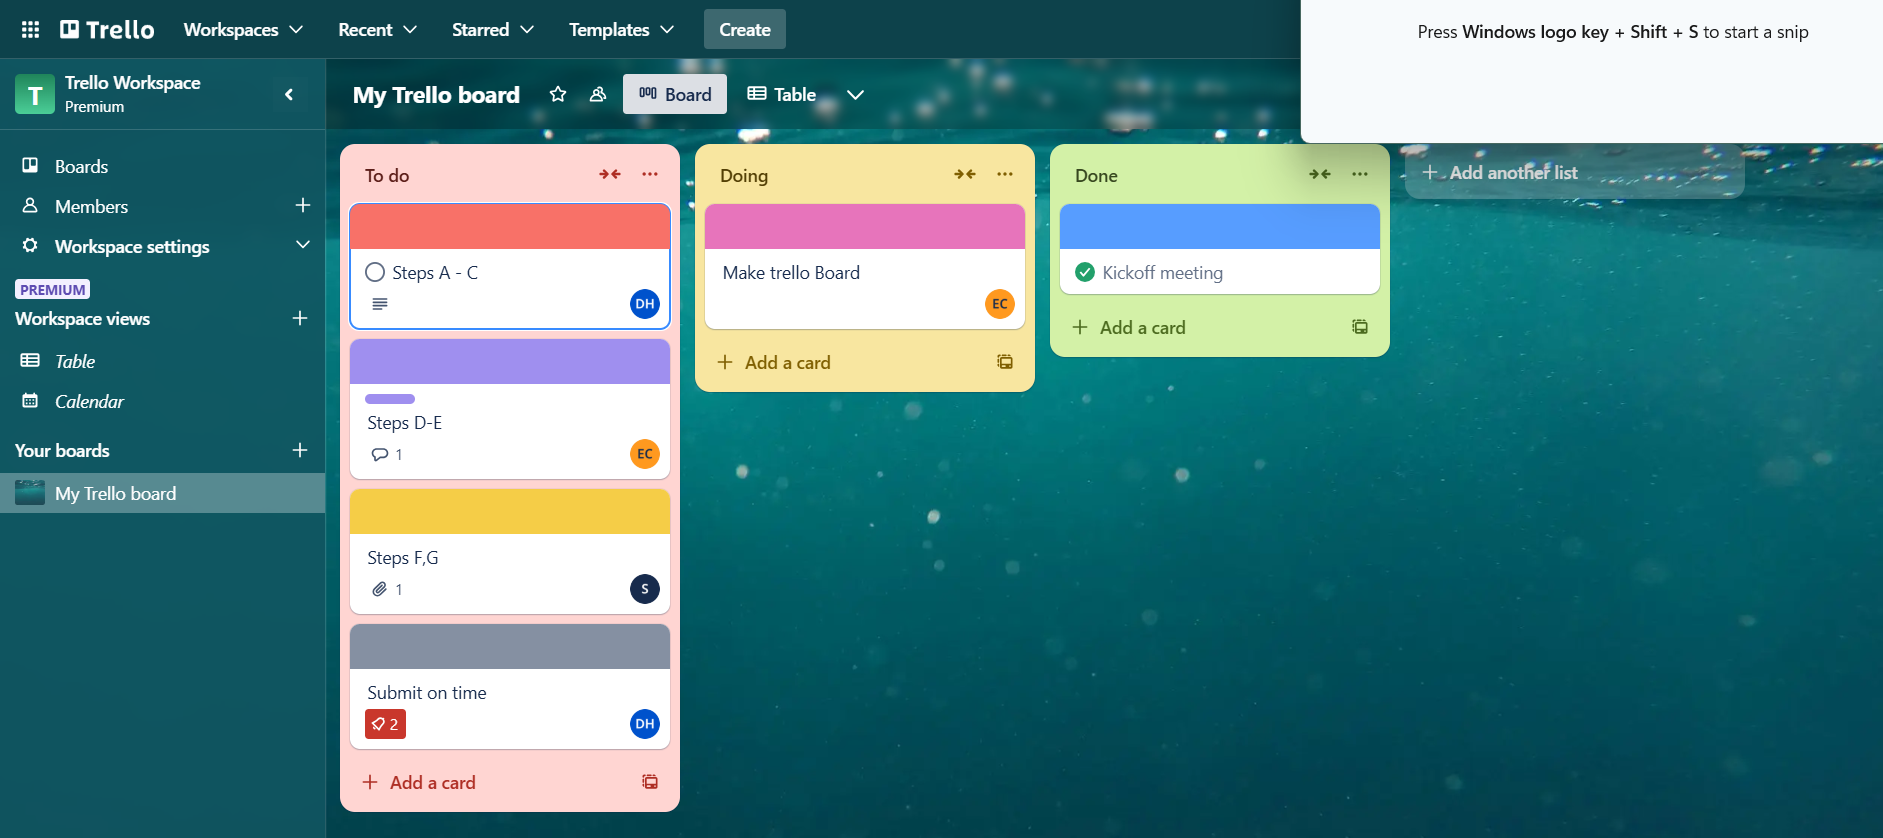 Trello
Workspaces
Recent
Starred
Templates
Create
Press Windows logo key + Shift + S to start a snip
T
Trello Workspace
Premium
Boards
Members
Workspace settings
PREMIUM
Workspace views
Table
Calendar
Your boards
My Trello board
My Trello board
Board
Table
To do
Steps A - C
DH
Steps D-E
1
EC
Steps F,G
1
S
Submit on time
2
DH
Add a card
Doing
Make trello Board
EC
Add a card
Done
Kickoff meeting
Add a card
Add another list